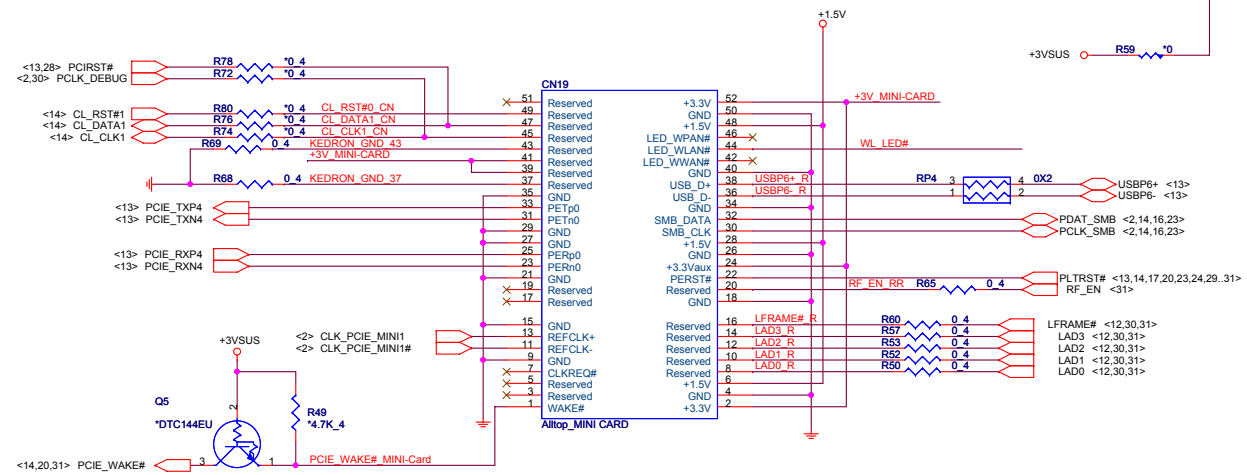 +1.5V
+3VSUS R59 *0
<13,28> PCIRST# R78 *0_4
<2,30> PCLK_DEBUG R72 *0_4
CN19
51 Reserved +3.3V 52 +3V_MINI-CARD
49 Reserved GND 50
<14> CL_RST#1 R80 *0_4 CL_RST#0_CN
47 Reserved +1.5V 48
<14> CL_DATA1 R76 *0_4 CL_DATA1_CN
45 Reserved LED_WPAN# 46
<14> CL_CLK1 R74 *0_4 CL_CLK1_CN
43 Reserved LED_WLAN# 44 WL_LED#
R69 0_4 KEDRON_GND_43
41 Reserved LED_WWAN# 42
+3V_MINI-CARD
39 Reserved GND 40
37 Reserved USB_D+ 38 USBP6+_R RP4 3 4 0X2 USBP6+ <13>
R68 0_4 KEDRON_GND_37
35 GND USB_D- 36 USBP6-_R 1 2 USBP6- <13>
<13> PCIE_TXP4 33 PETp0 GND 34
<13> PCIE_TXN4 31 PETn0 SMB_DATA 32 PDAT_SMB <2,14,16,23>
29 GND SMB_CLK 30 PCLK_SMB <2,14,16,23>
27 GND +1.5V 28
<13> PCIE_RXP4 25 PERp0 GND 26
<13> PCIE_RXN4 23 PERn0 +3.3Vaux 24
21 GND PERST# 22 PLTRST# <13,14,17,20,23,24,29..31>
19 Reserved Reserved 20 RF_EN_RR R65 0_4 RF_EN <31>
17 Reserved GND 18
15 GND Reserved 16 LFRAME#_R R60 0_4 LFRAME# <12,30,31>
<2> CLK_PCIE_MINI1 13 REFCLK+ Reserved 14 LAD3_R R57 0_4 LAD3 <12,30,31>
<2> CLK_PCIE_MINI1# 11 REFCLK- Reserved 12 LAD2_R R53 0_4 LAD2 <12,30,31>
9 GND Reserved 10 LAD1_R R52 0_4 LAD1 <12,30,31>
7 CLKREQ# Reserved 8 LAD0_R R50 0_4 LAD0 <12,30,31>
5 Reserved +1.5V 6
3 Reserved GND 4
1 WAKE# +3.3V 2
Alltop_MINI CARD
+3VSUS
Q5 2
*DTC144EU
R49
*4.7K_4
<14,20,31> PCIE_WAKE# 3 1 PCIE_WAKE#_MINI-Card